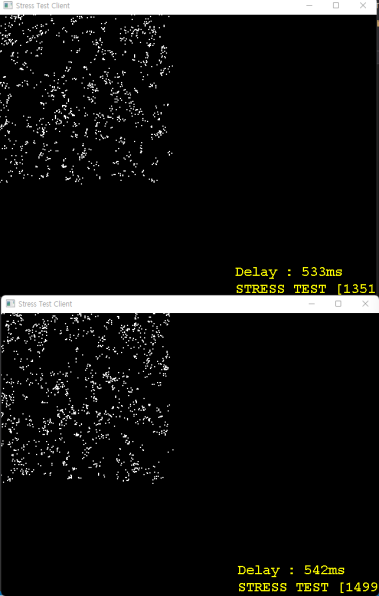 Stress Test Client
Delay : 533ms
STRESS TEST [1351
Stress Test Client
Delay : 542ms
STRESS TEST [1499